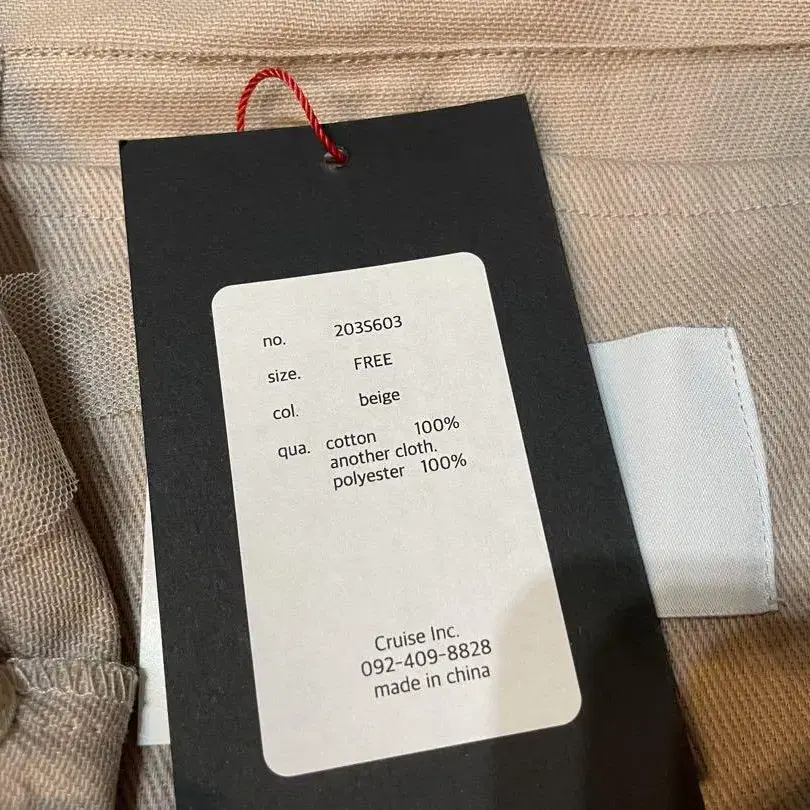 no. 203S603
size. FREE
col. beige
qua. cotton 100%
another cloth.
polyester 100%
Cruise Inc.
092-409-8828
made in china